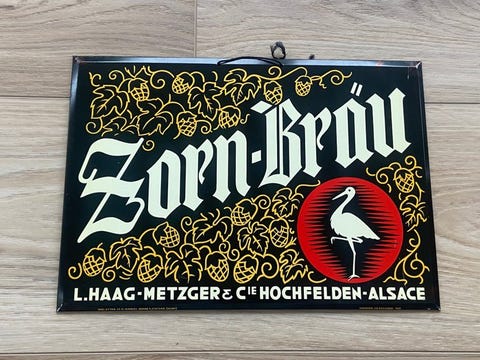 Zorn-Bräu
L.HAAG-METZGER & CIE HOCHFELDEN-ALSACE